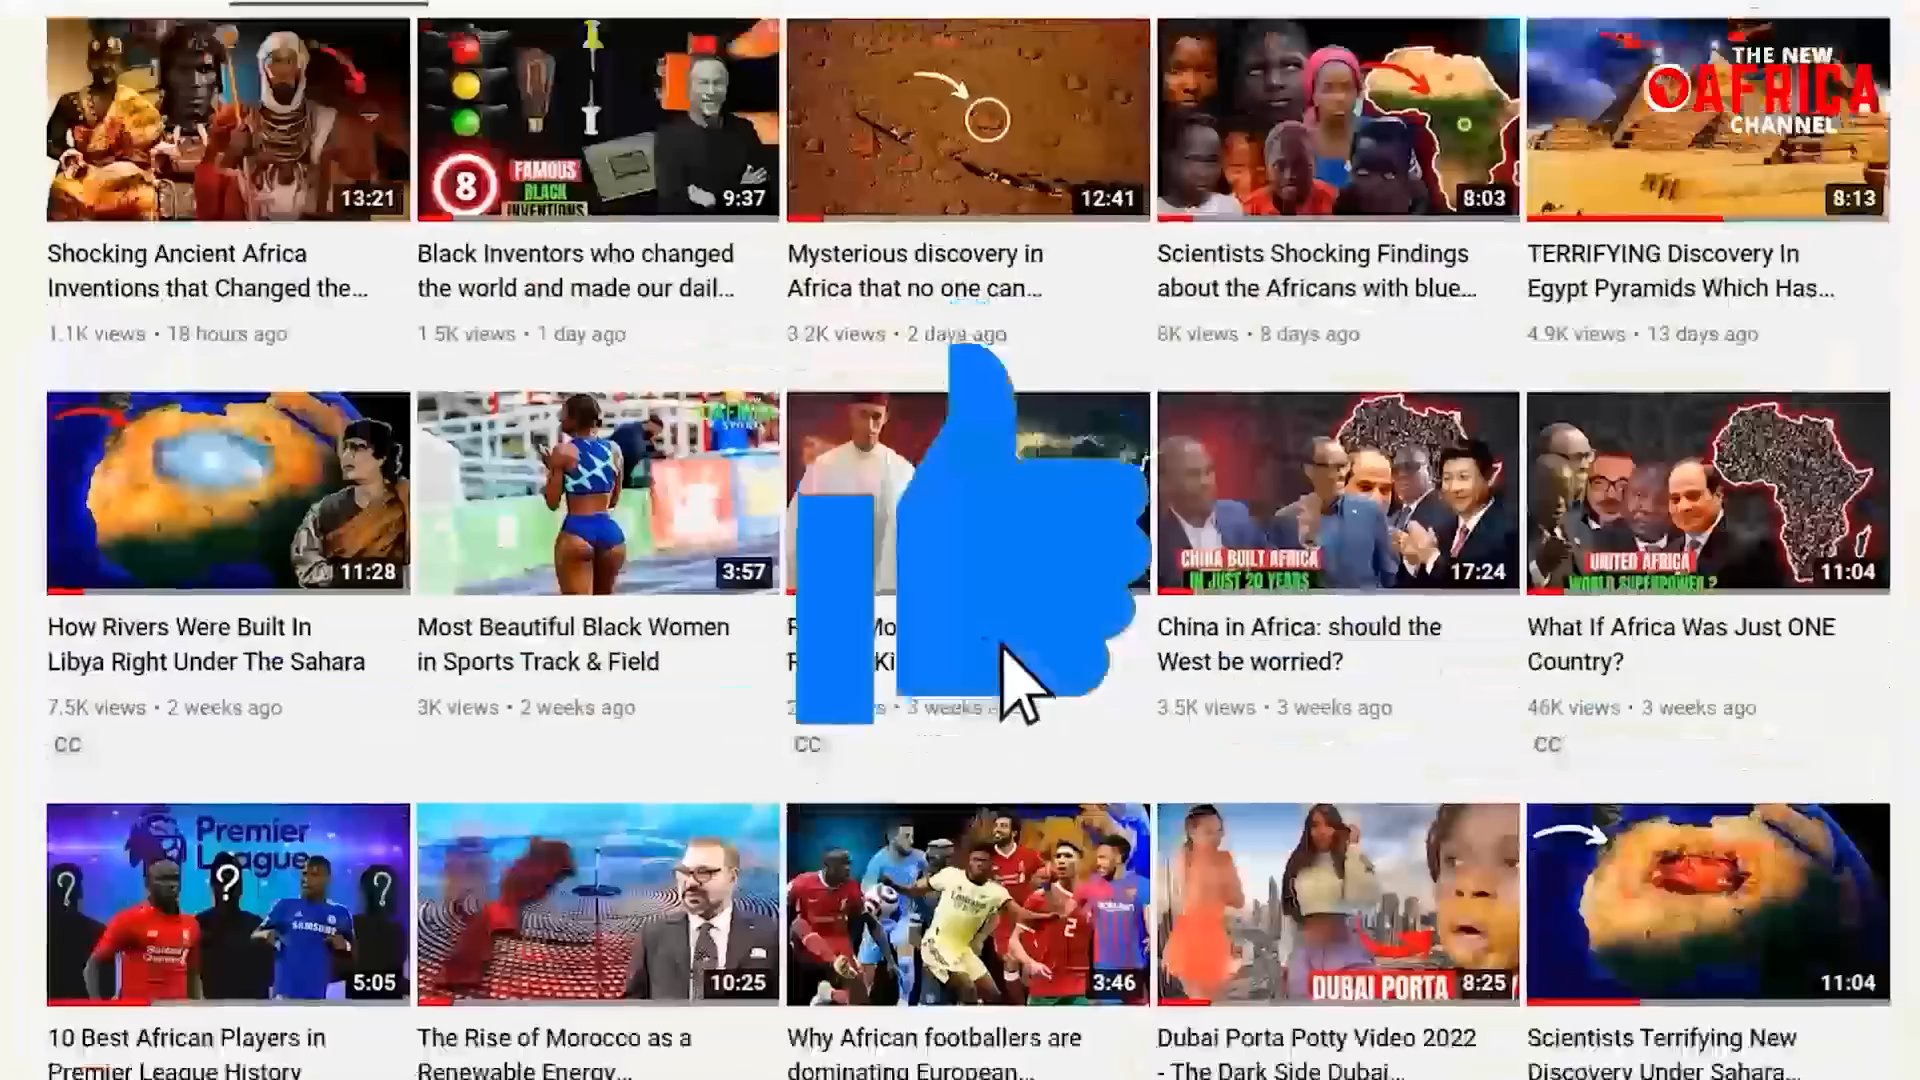 THE NEW
AFRICA
CHANNEL
8
FAMOUS
BLACK
INVENTIONS
13:21
9:37
12:41
8:03
8:13
Shocking Ancient Africa
Inventions that Changed the...
1.1K views • 18 hours ago
Black Inventors who changed
the world and made our dail...
1.5K views • 1 day ago
Mysterious discovery in
Africa that no one can...
3.2K views • 2 days ago
Scientists Shocking Findings
about the Africans with blue...
8K views • 8 days ago
TERRIFYING Discovery In
Egypt Pyramids Which Has...
4.9K views • 13 days ago
CHINA BUILT AFRICA
IN JUST 20 YEARS
UNITED AFRICA
WORLD SUPERPOWER ?
11:28
3:57
17:24
11:04
How Rivers Were Built In
Libya Right Under The Sahara
7.5K views • 2 weeks ago
CC
Most Beautiful Black Women
in Sports Track & Field
3K views • 2 weeks ago
3 weeks
CC
China in Africa: should the
West be worried?
3.5K views • 3 weeks ago
What If Africa Was Just ONE
Country?
46K views • 3 weeks ago
CC
Premier
League
? ? ?
SAMSUNG
5:05
10:25
2
3:46
DUBAI PORTA
8:25
11:04
10 Best African Players in
Premier League History
The Rise of Morocco as a
Renewable Energy...
Why African footballers are
dominating European...
Dubai Porta Potty Video 2022
- The Dark Side Dubai...
Scientists Terrifying New
Discovery Under Sahara...